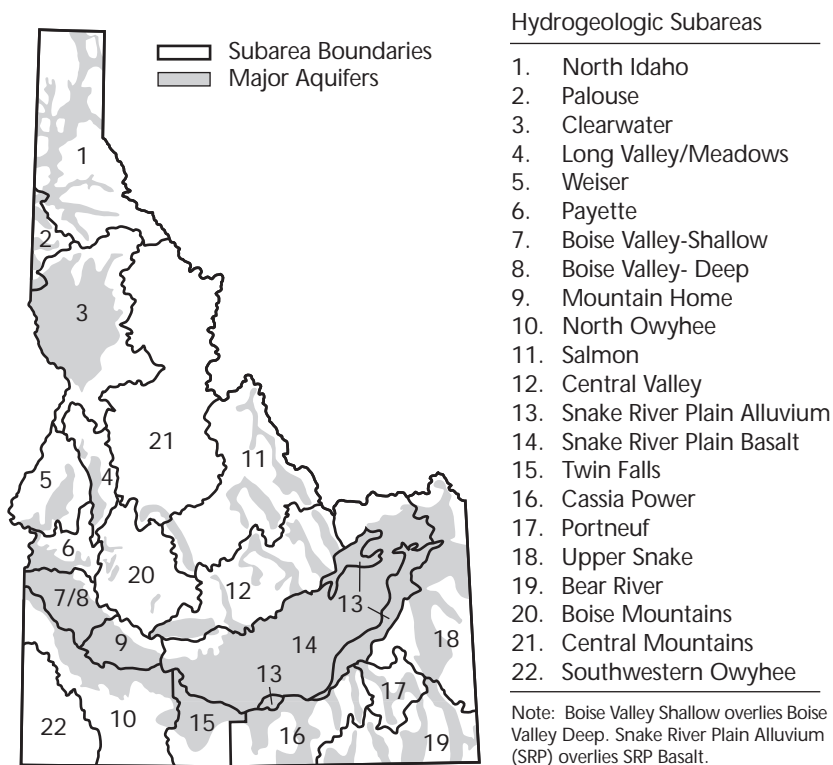 Subarea Boundaries
Major Aquifers
1
2
3
21
11
5
4
6
20
12
7/8
13
9
14
18
13
17
22
10
15
16
19
Hydrogeologic Subareas
1. North Idaho
2. Palouse
3. Clearwater
4. Long Valley/Meadows
5. Weiser
6. Payette
7. Boise Valley-Shallow
8. Boise Valley- Deep
9. Mountain Home
10. North Owyhee
11. Salmon
12. Central Valley
13. Snake River Plain Alluvium
14. Snake River Plain Basalt
15. Twin Falls
16. Cassia Power
17. Portneuf
18. Upper Snake
19. Bear River
20. Boise Mountains
21. Central Mountains
22. Southwestern Owyhee
Note: Boise Valley Shallow overlies Boise
Valley Deep. Snake River Plain Alluvium
(SRP) overlies SRP Basalt.